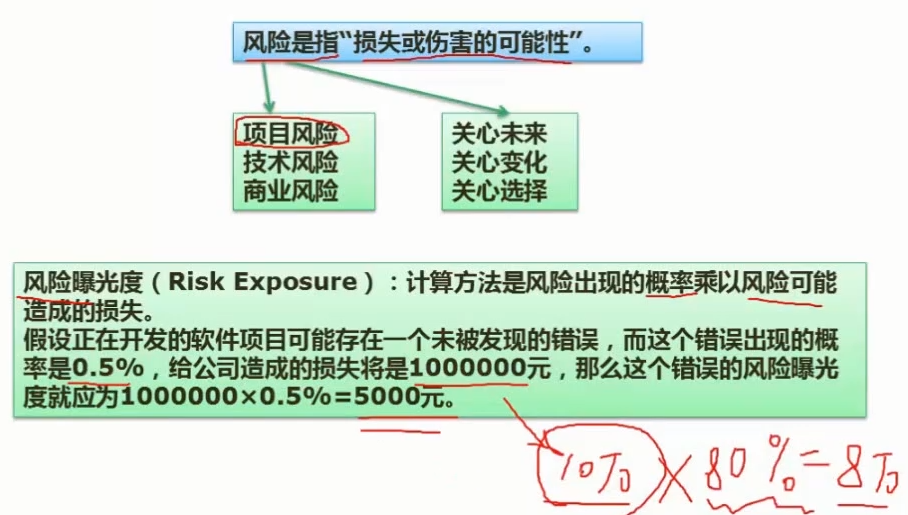 风险是指“损失或伤害的可能性”。
项目风险
技术风险
商业风险
关心未来
关心变化
关心选择
风险曝光度（Risk Exposure）：计算方法是风险出现的概率乘以风险可能
造成的损失。
假设正在开发的软件项目可能存在一个未被发现的错误，而这个错误出现的概
率是0.5%，给公司造成的损失将是1000000元，那么这个错误的风险曝光
度就应为1000000×0.5%=5000元。
10万×80%=8万